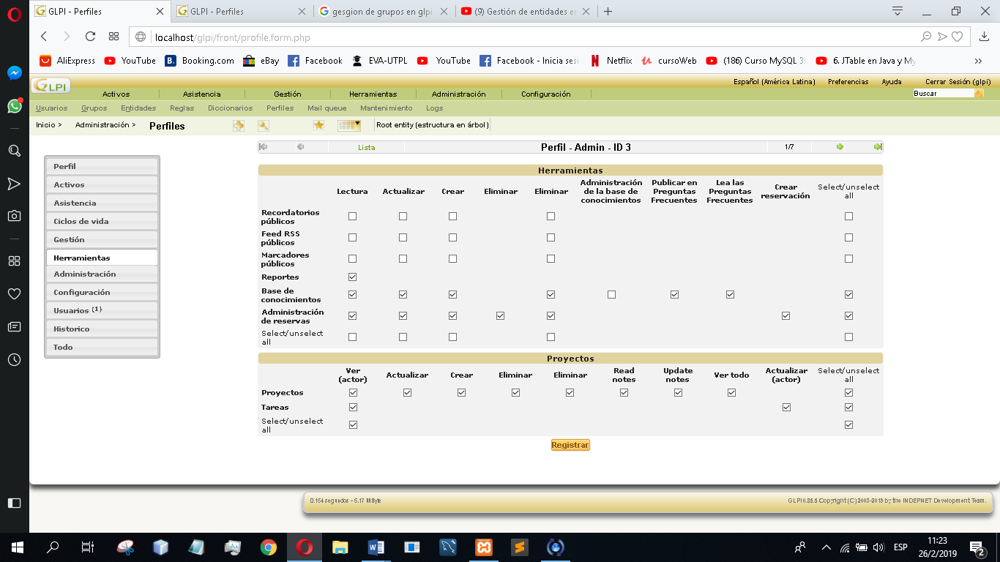 GLPI - Perfiles
GLPI - Perfiles
gesgion de grupos en glpi
(9) Gestión de entidades en
localhost/glpi/front/profile.form.php
AliExpress
YouTube
Booking.com
eBay
Facebook
EVA-UTPL
YouTube
Facebook - Inicia sesi
Netflix
cursoWeb
(186) Curso MySQL 3:
6. JTable en Java y My
GLPI
Español (América Latina)
Preferencias
Ayuda
Cerrar Sesión (glpi)
Activos
Asistencia
Gestión
Herramientas
Administración
Configuración
Buscar
Usuarios
Grupos
Entidades
Reglas
Diccionarios
Perfiles
Mail queue
Mantenimiento
Logs
Inicio >
Administración >
Perfiles
Root entity (estructura en árbol)
Lista
Perfil - Admin - ID 3
1/7
Perfil
Activos
Asistencia
Ciclos de vida
Gestión
Herramientas
Administración
Configuración
Usuarios (1)
Historico
Todo
Herramientas
Lectura
Actualizar
Crear
Eliminar
Eliminar
Administración
de la base de
conocimientos
Publicar en
Preguntas
Frecuentes
Lea las
Preguntas
Frecuentes
Crear
reservación
Select/unselect
all
Recordatorios
públicos
Feed RSS
públicos
Marcadores
públicos
Reportes
Base de
conocimientos
Administración
de reservas
Select/unselect
all
Proyectos
Ver
(actor)
Actualizar
Crear
Eliminar
Eliminar
Read
notes
Update
notes
Ver todo
Actualizar
(actor)
Select/unselect
all
Proyectos
Tareas
Select/unselect
all
Registrar
0.154 segundos - 5.17 Mbyte
GLPI 0.85.5 Copyright (C) 2003-2019 by the INDEPNET Development Team.
ESP
11:23
26/2/2019
2